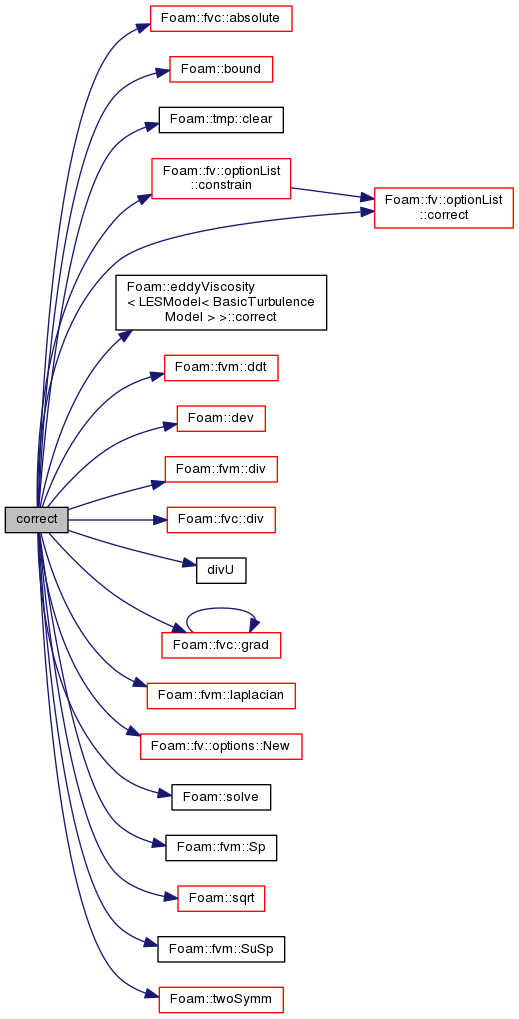 Foam::fvc::absolute
Foam::bound
Foam::tmp::clear
Foam::fv::optionList
::constrain
Foam::fv::optionList
::correct
Foam::eddyViscosity
< LESModel< BasicTurbulence
Model > >::correct
Foam::fvm::ddt
Foam::dev
Foam::fvm::div
correct
Foam::fvc::div
divU
Foam::fvc::grad
Foam::fvm::laplacian
Foam::fv::options::New
Foam::solve
Foam::fvm::Sp
Foam::sqrt
Foam::fvm::SuSp
Foam::twoSymm